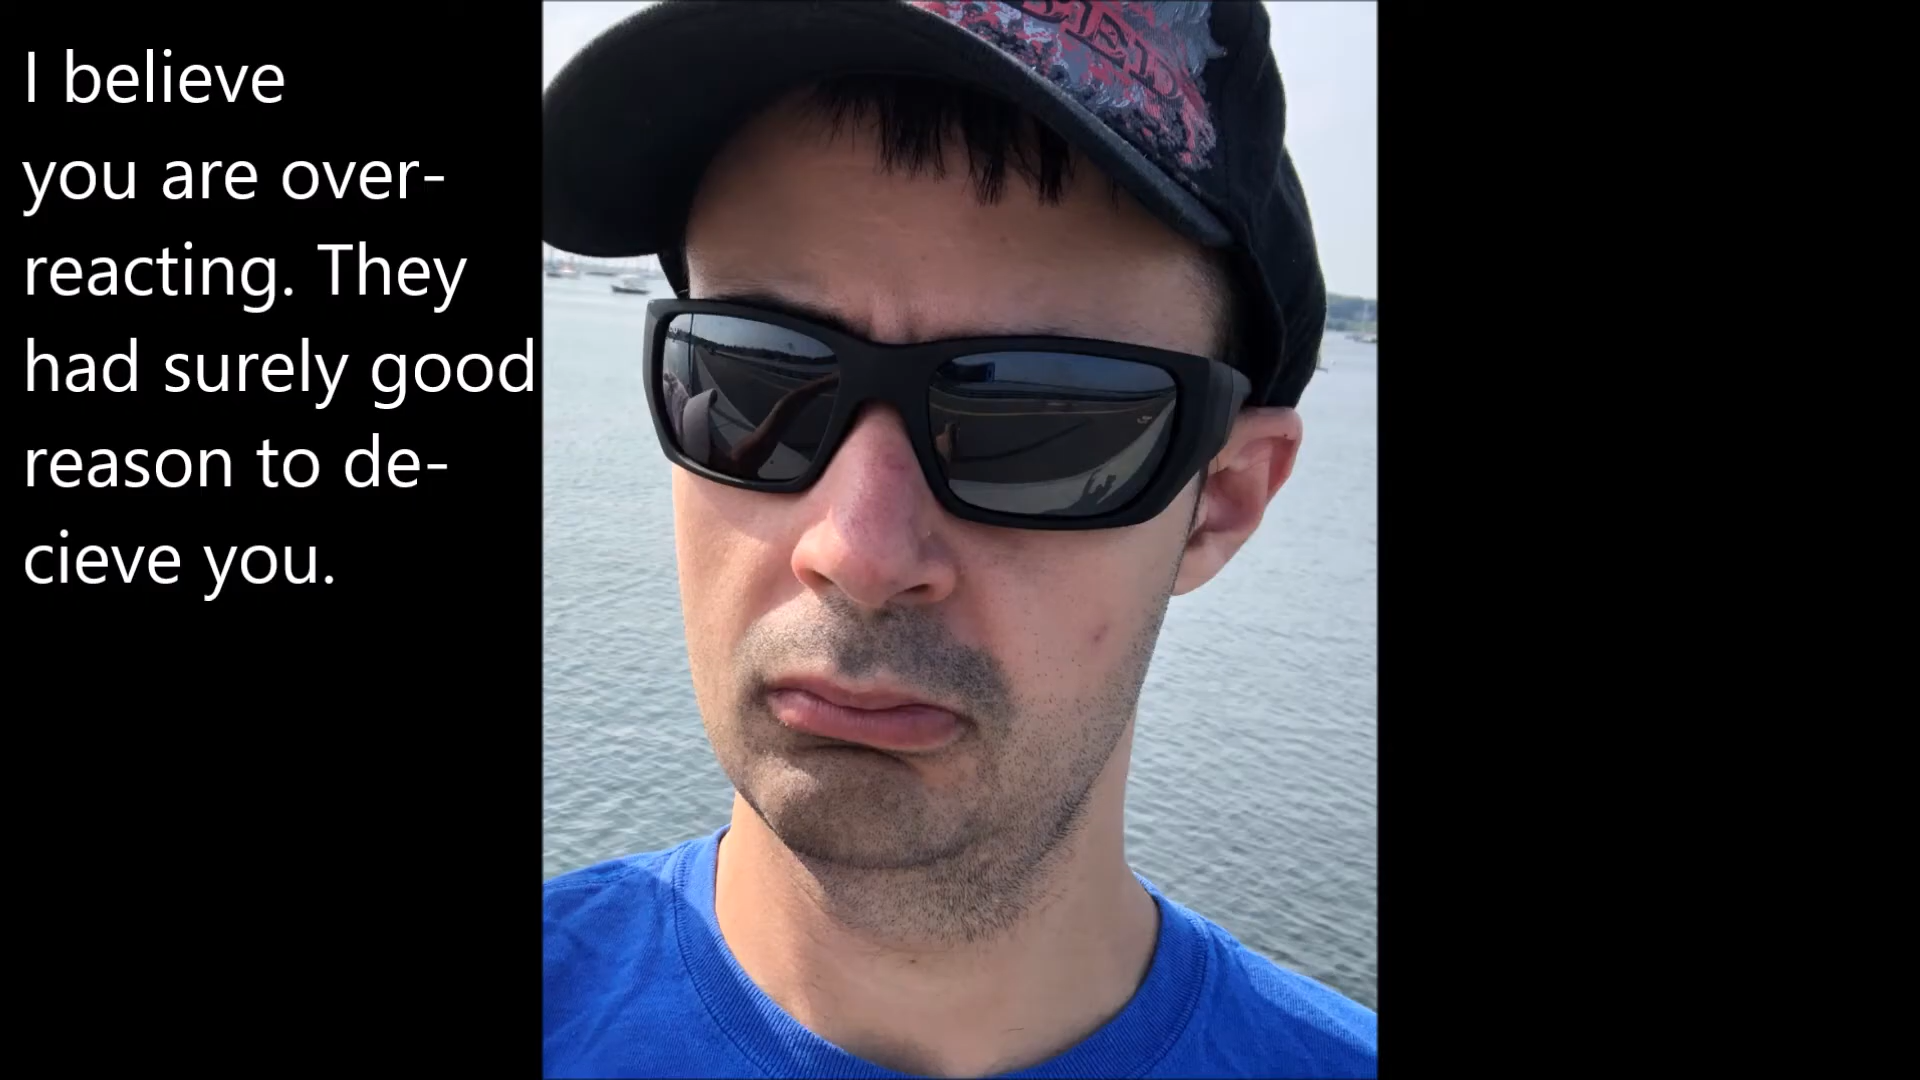 I believe
you are over-
reacting. They
had surely good
reason to de-
cieve you.